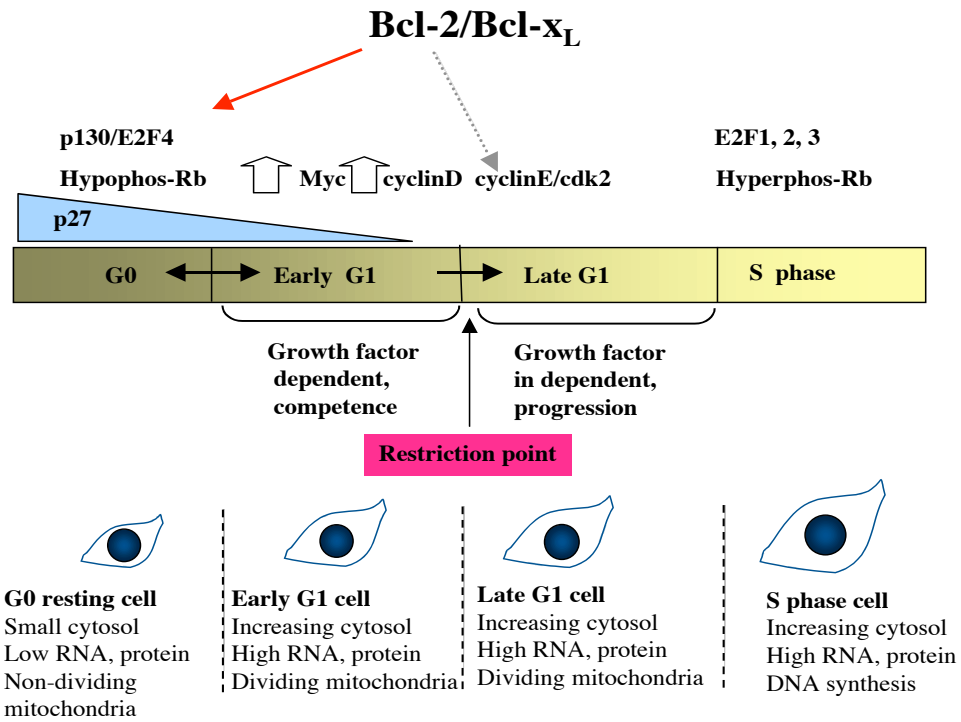 Bcl-2/Bcl-xL
p130/E2F4
Hypophos-Rb
Myc
cyclinD
cyclinE/cdk2
E2F1, 2, 3
Hyperphos-Rb
p27
G0
Early G1
Late G1
S phase
Growth factor
dependent,
competence
Growth factor
in dependent,
progression
Restriction point
G0 resting cell
Small cytosol
Low RNA, protein
Non-dividing
mitochondria
Early G1 cell
Increasing cytosol
High RNA, protein
Dividing mitochondria
Late G1 cell
Increasing cytosol
High RNA, protein
Dividing mitochondria
S phase cell
Increasing cytosol
High RNA, protein
DNA synthesis